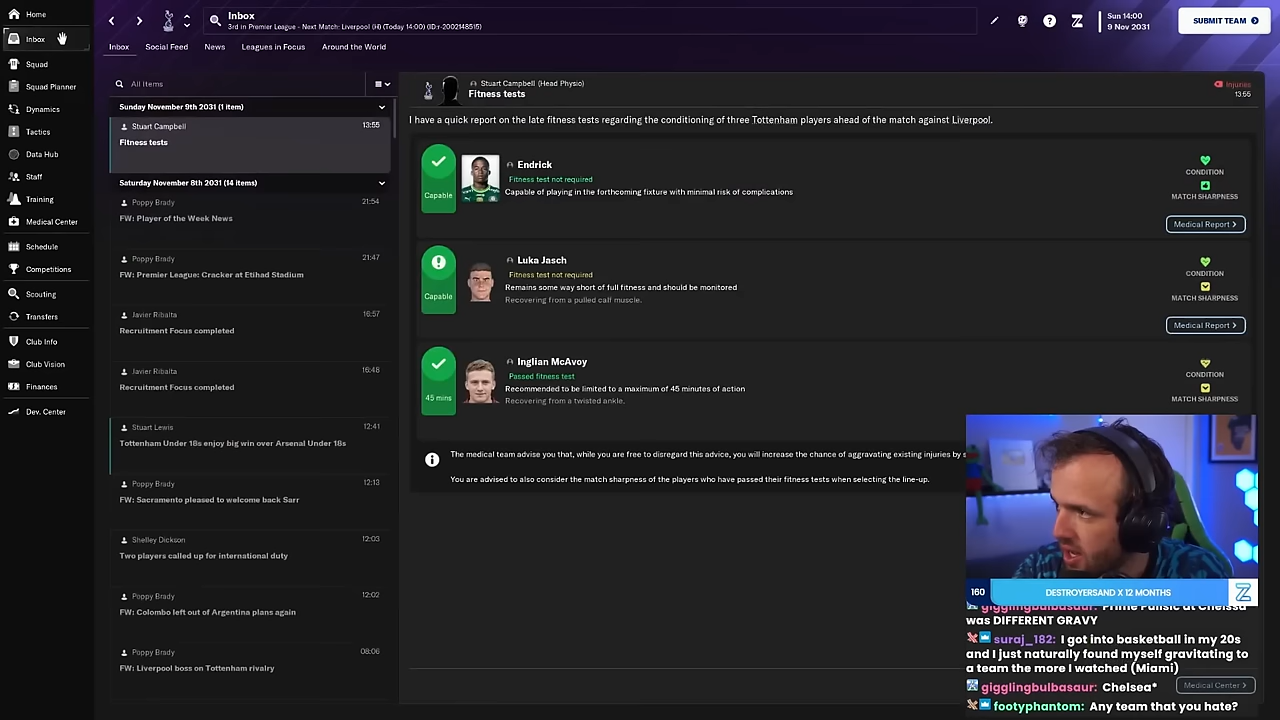 Home
Inbox
Squad
Squad Planner
Dynamics
Tactics
Data Hub
Staff
Training
Medical Center
Schedule
Competitions
Scouting
Transfers
Club Info
Club Vision
Finances
Dev. Center
Inbox
3rd in Premier League - Next Match: Liverpool (H) (Today 14:00) (ID:r-2002148515)
Sun 14:00
9 Nov 2031
SUBMIT TEAM
Inbox
Social Feed
News
Leagues in Focus
Around the World
All Items
Sunday November 9th 2031 (1 item)
Stuart Campbell 13:55
Fitness tests
Saturday November 8th 2031 (14 items)
Poppy Brady 21:54
FW: Player of the Week News
Poppy Brady 21:47
FW: Premier League: Cracker at Etihad Stadium
Javier Ribalta 16:57
Recruitment Focus completed
Javier Ribalta 16:48
Recruitment Focus completed
Stuart Lewis 12:41
Tottenham Under 18s enjoy big win over Arsenal Under 18s
Poppy Brady 12:13
FW: Sacramento pleased to welcome back Sarr
Shelley Dickson 12:03
Two players called up for international duty
Poppy Brady 12:02
FW: Colombo left out of Argentina plans again
Poppy Brady 08:06
FW: Liverpool boss on Tottenham rivalry
Stuart Campbell (Head Physio)
Fitness tests
Injuries
13:55
I have a quick report on the late fitness tests regarding the conditioning of three Tottenham players ahead of the match against Liverpool.
Capable
Endrick
Fitness test not required
Capable of playing in the forthcoming fixture with minimal risk of complications
CONDITION
MATCH SHARPNESS
Medical Report
Capable
Luka Jasch
Fitness test not required
Remains some way short of full fitness and should be monitored
Recovering from a pulled calf muscle.
CONDITION
MATCH SHARPNESS
Medical Report
45 mins
Inglian McAvoy
Passed fitness test
Recommended to be limited to a maximum of 45 minutes of action
Recovering from a twisted ankle.
CONDITION
MATCH SHARPNESS
The medical team advise you that, while you are free to disregard this advice, you will increase the chance of aggravating existing injuries by s
You are advised to also consider the match sharpness of the players who have passed their fitness tests when selecting the line-up.
160
DESTROYERSAND X 12 MONTHS
Z
gigglingbulbasaur: Prime Pulisic at Chelssa
was DIFFERENT GRAVY
suraj_182: I got into basketball in my 20s
and I just naturally found myself gravitating to
a team the more I watched (Miami)
gigglingbulbasaur: Chelsea*
footyphantom: Any team that you hate?
Medical Center